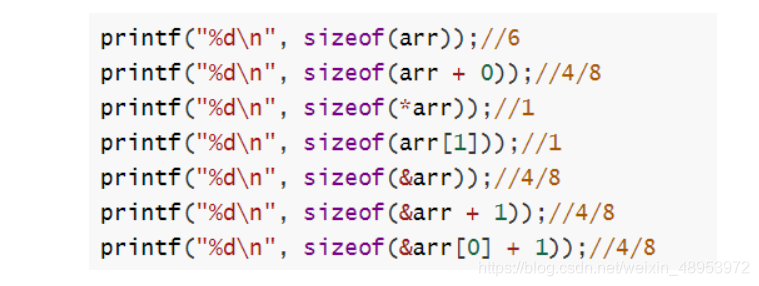 printf("%d\n", sizeof(arr));//6
printf("%d\n", sizeof(arr + 0));//4/8
printf("%d\n", sizeof(*arr));//1
printf("%d\n", sizeof(arr[1]));//1
printf("%d\n", sizeof(&arr));//4/8
printf("%d\n", sizeof(&arr + 1));//4/8
printf("%d\n", sizeof(&arr[0] + 1));//4/8
https://blog.csdn.net/weixin_48953972